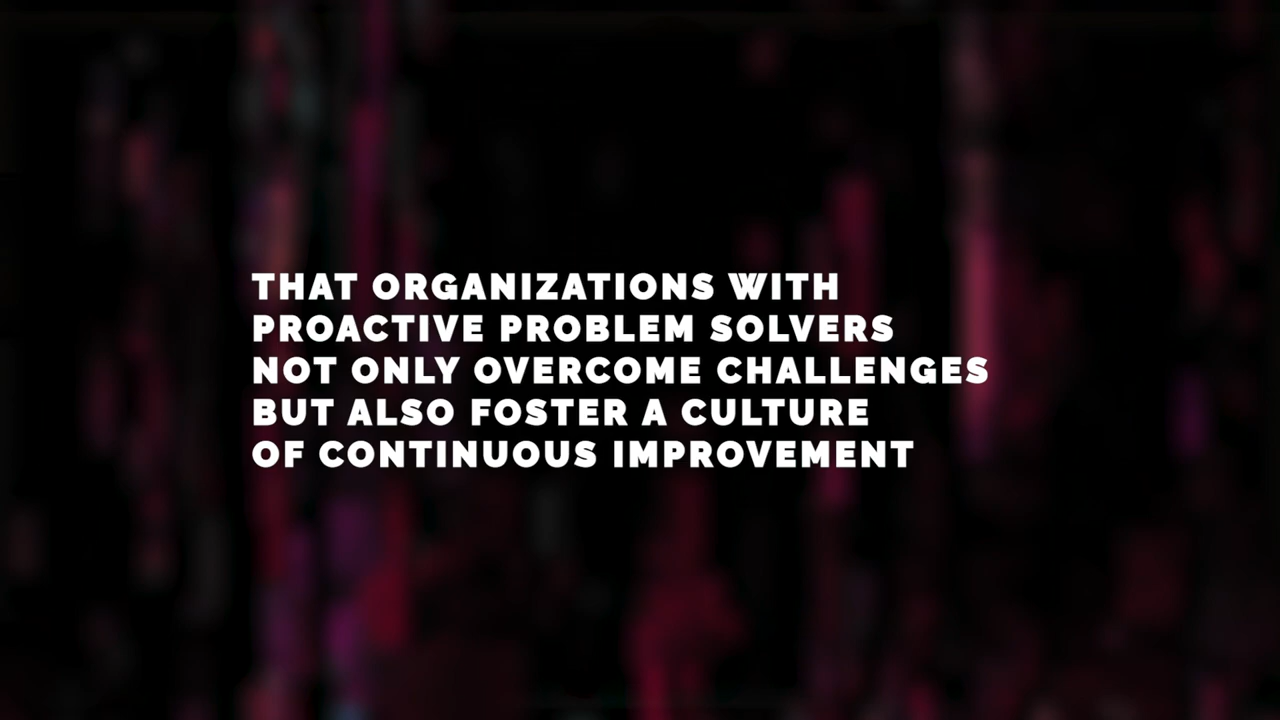 THAT ORGANIZATIONS WITH
PROACTIVE PROBLEM SOLVERS
NOT ONLY OVERCOME CHALLENGES
BUT ALSO FOSTER A CULTURE
OF CONTINUOUS IMPROVEMENT